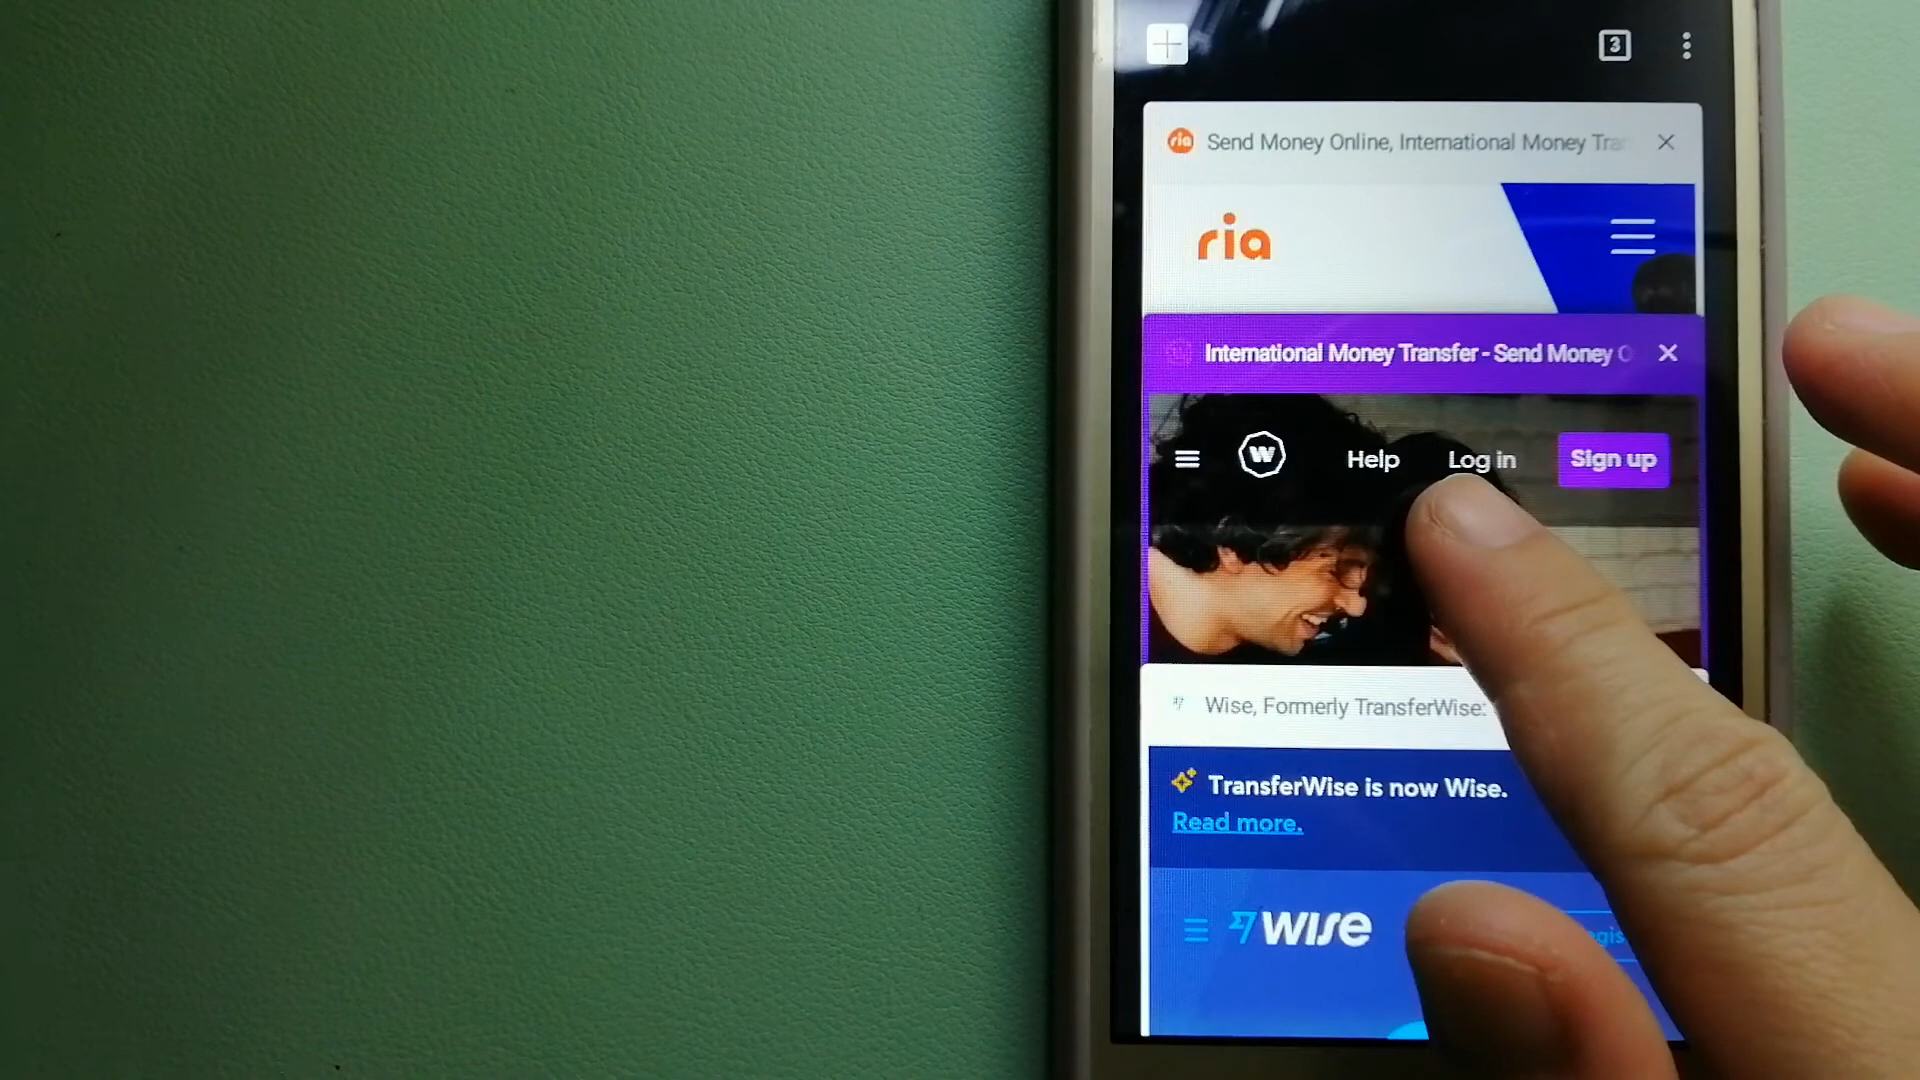 3
ria Send Money Online, International Money Tra
ria
International Money Transfer - Send Money O
W Help Log in Sign up
Wise, Formerly TransferWise:
TransferWise is now Wise.
Read more.
WISE